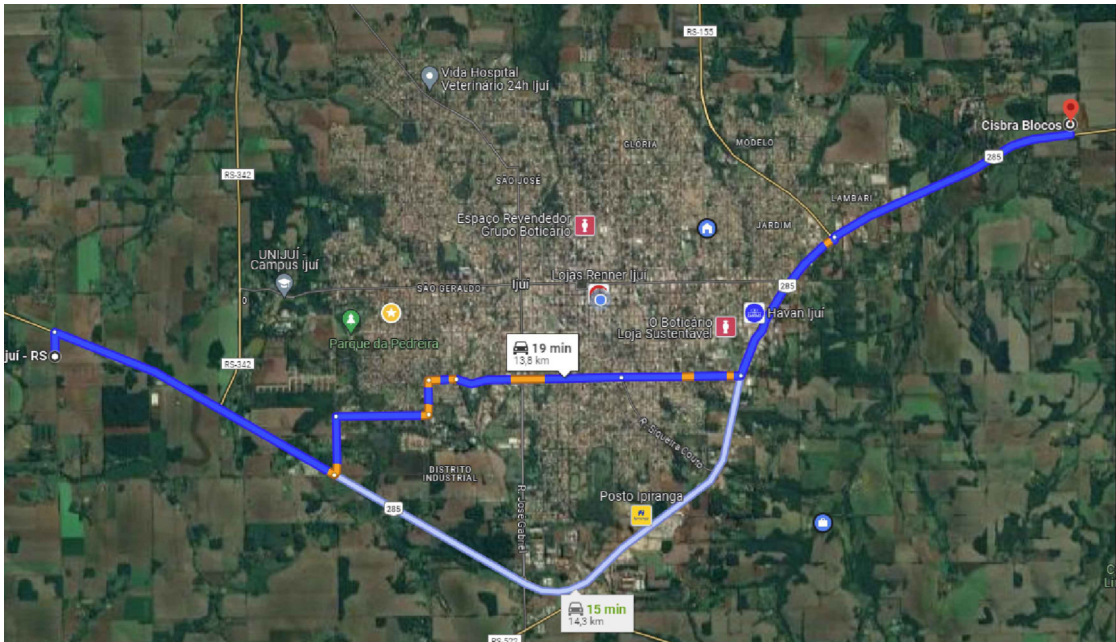 RS-155
Vida Hospital
Veterinário 24h Ijuí
Cisbra Blocos
GLÓRIA
MODELO
285
RS-342
SÃO JOSÉ
LAMBARI
Espaço Revendedor
Grupo Boticário
JARDIM
UNIJUÍ -
Campus Ijuí
Lojas Renner Ijuí
Ijuí
SÃO GERALDO
285
Havan Ijuí
O Boticário
Loja Sustentável
Parque da Pedreira
juí - RS
19 min
13,8 km
RS-342
R. Siqueira Couto
DISTRITO
INDUSTRIAL
285
R. José Gabriel
Posto Ipiranga
15 min
14,3 km
RS-522